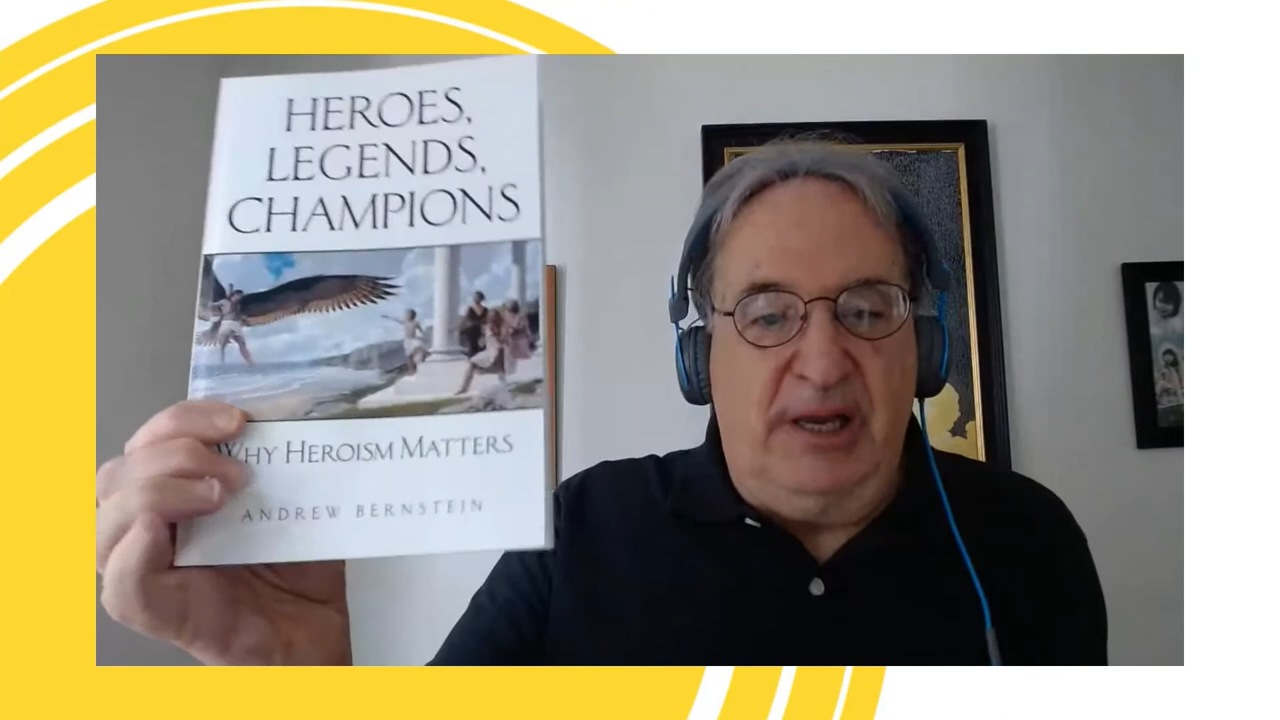 HEROES,
LEGENDS,
CHAMPIONS
WHY HEROISM MATTERS
ANDREW BERNSTEIN